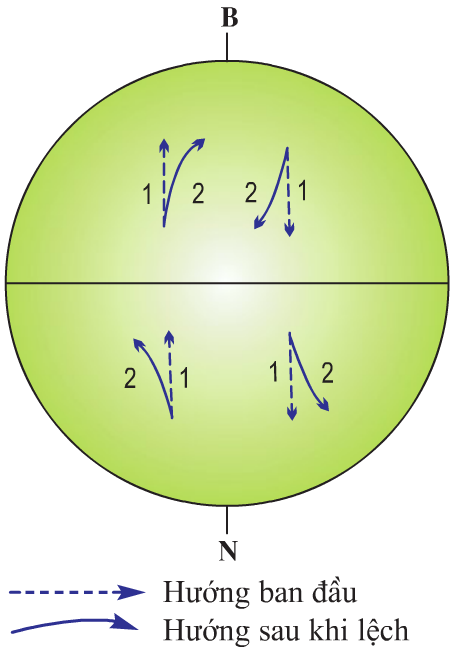 B
1 2 2 1
2 1 1 2
N
Hướng ban đầu
Hướng sau khi lệch